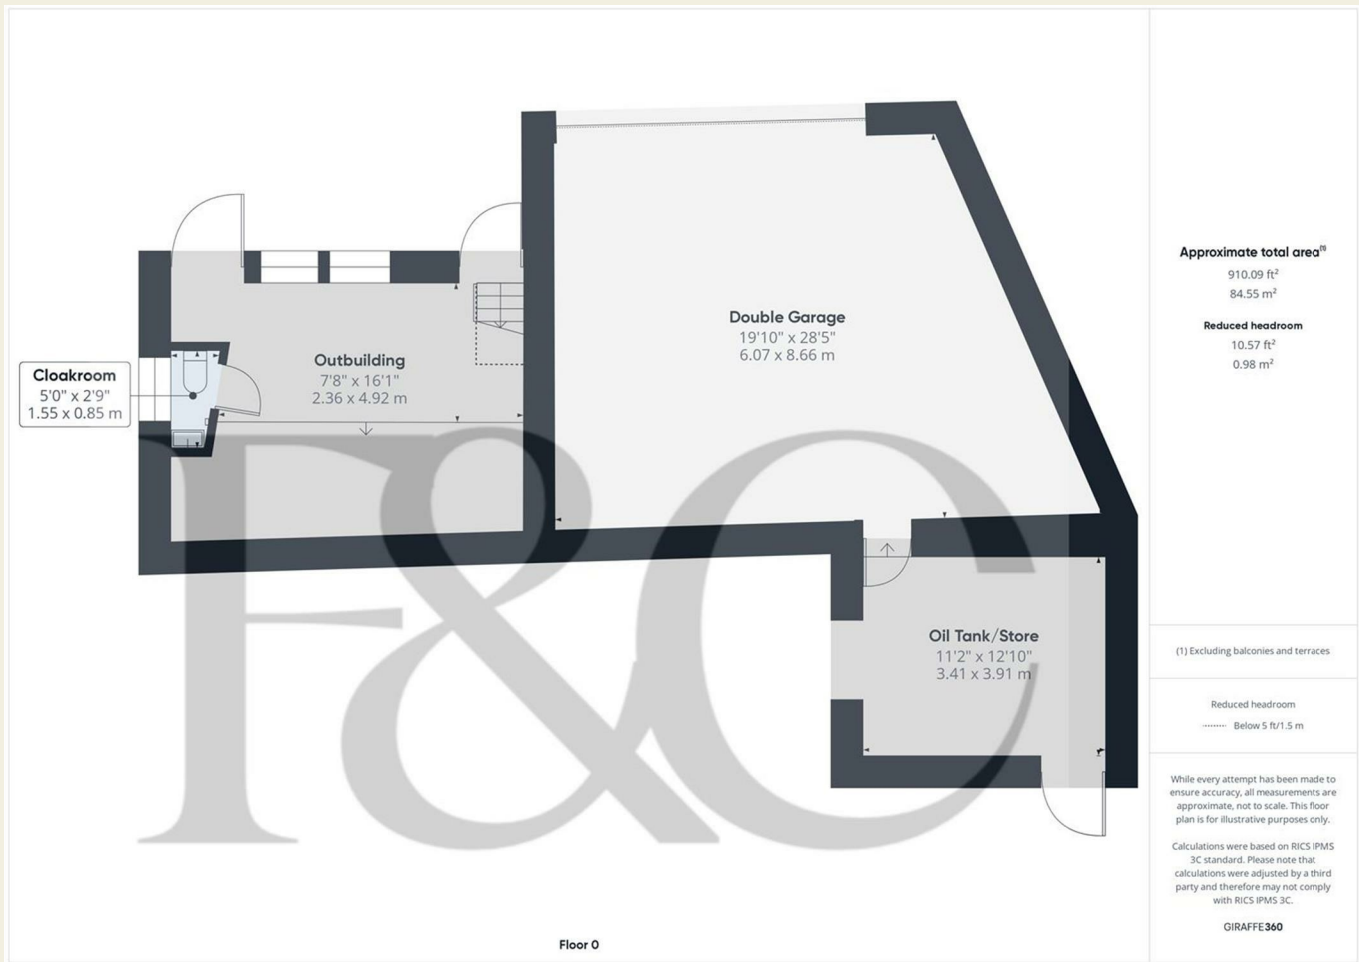 Cloakroom
5'0" x 2'9"
1.55 x 0.85 m
Outbuilding
7'8" x 16'1"
2.36 x 4.92 m
Double Garage
19'10" x 28'5"
6.07 x 8.66 m
Oil Tank/Store
11'2" x 12'10"
3.41 x 3.91 m
F&C
Floor 0
Approximate total area(1)
910.09 ft²
84.55 m²
Reduced headroom
10.57 ft²
0.98 m²
(1) Excluding balconies and terraces
Reduced headroom
Below 5 ft/1.5 m
While every attempt has been made to
ensure accuracy, all measurements are
approximate, not to scale. This floor
plan is for illustrative purposes only.
Calculations were based on RICS IPMS
3C standard. Please note that
calculations were adjusted by a third
party and therefore may not comply
with RICS IPMS 3C.
GIRAFFE360